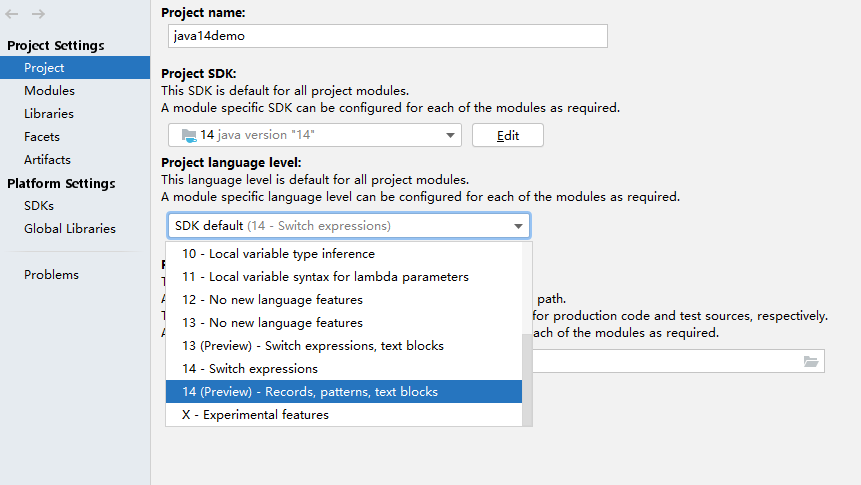 Project Settings
Project
Modules
Libraries
Facets
Artifacts
Platform Settings
SDKs
Global Libraries
Problems
Project name:
java14demo
Project SDK:
This SDK is default for all project modules.
A module specific SDK can be configured for each of the modules as required.
14 java version "14"
Edit
Project language level:
This language level is default for all project modules.
A module specific language level can be configured for each of the modules as required.
SDK default (14 - Switch expressions)
10 - Local variable type inference
11 - Local variable syntax for lambda parameters
12 - No new language features
13 - No new language features
13 (Preview) - Switch expressions, text blocks
14 - Switch expressions
14 (Preview) - Records, patterns, text blocks
X - Experimental features
path.
for production code and test sources, respectively.
each of the modules as required.